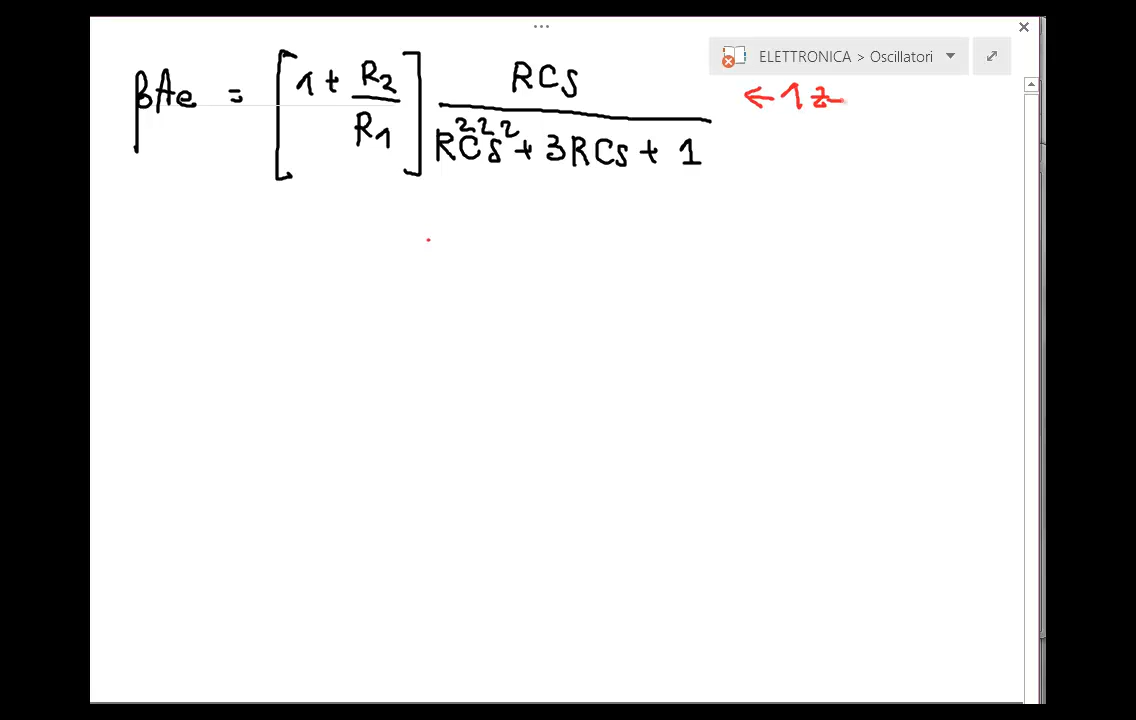 ELETTRONICA > Oscillatori
βAe = [1 + R2/R1] RCs / (R²C²s² + 3RCs + 1) ← 1 z